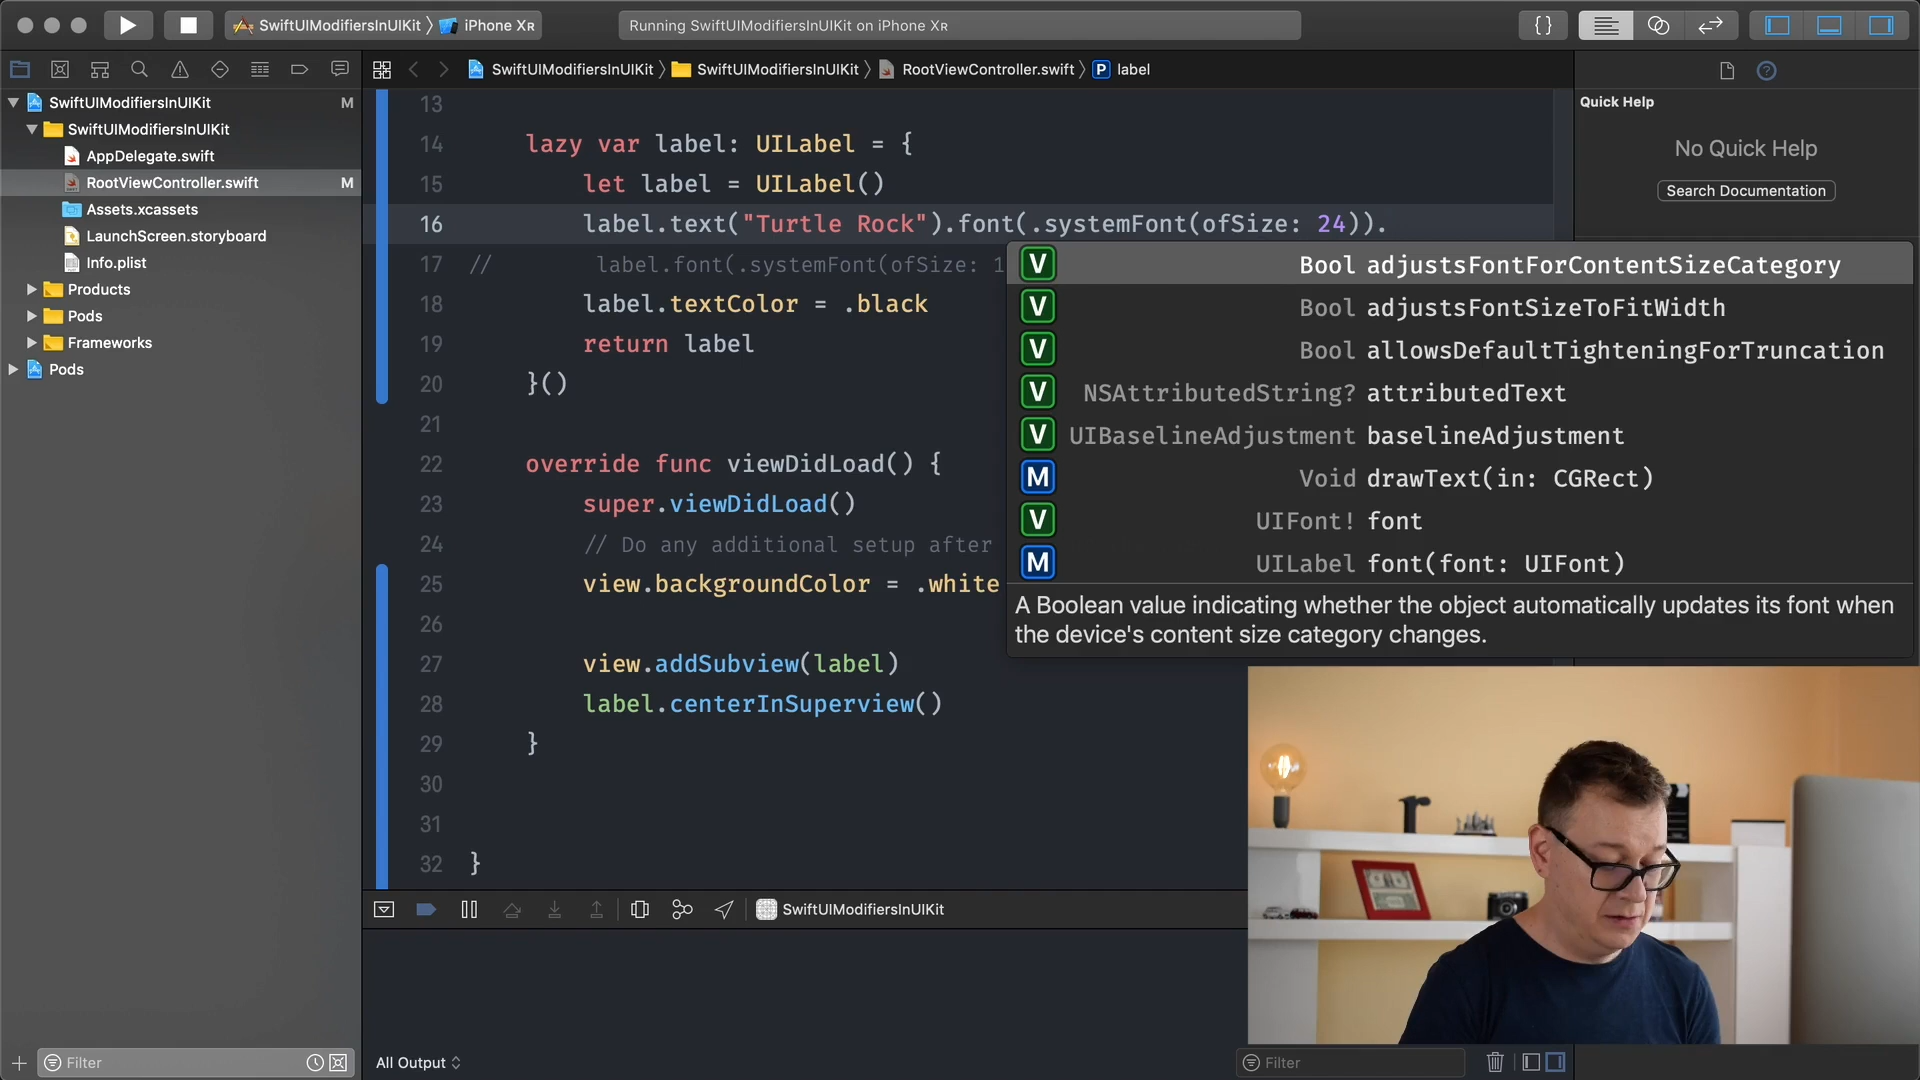 SwiftUIModifiersInUIKit
iPhone XR
Running SwiftUIModifiersInUIKit on iPhone XR
{}
SwiftUIModifiersInUIKit
SwiftUIModifiersInUIKit
RootViewController.swift
P label
Quick Help
No Quick Help
Search Documentation
SwiftUIModifiersInUIKit M
SwiftUIModifiersInUIKit
AppDelegate.swift
RootViewController.swift M
Assets.xcassets
LaunchScreen.storyboard
Info.plist
Products
Pods
Frameworks
Pods
13
14 lazy var label: UILabel = {
15 let label = UILabel()
16 label.text("Turtle Rock").font(.systemFont(ofSize: 24)).
17 // label.font(.systemFont(ofSize: 1
18 label.textColor = .black
19 return label
20 }()
21
22 override func viewDidLoad() {
23 super.viewDidLoad()
24 // Do any additional setup after
25 view.backgroundColor = .white
26
27 view.addSubview(label)
28 label.centerInSuperview()
29 }
30
31
32 }
V Bool adjustsFontForContentSizeCategory
V Bool adjustsFontSizeToFitWidth
V Bool allowsDefaultTighteningForTruncation
V NSAttributedString? attributedText
V UIBaselineAdjustment baselineAdjustment
M Void drawText(in: CGRect)
V UIFont! font
M UILabel font(font: UIFont)
A Boolean value indicating whether the object automatically updates its font when
the device's content size category changes.
SwiftUIModifiersInUIKit
Filter
All Output
Filter